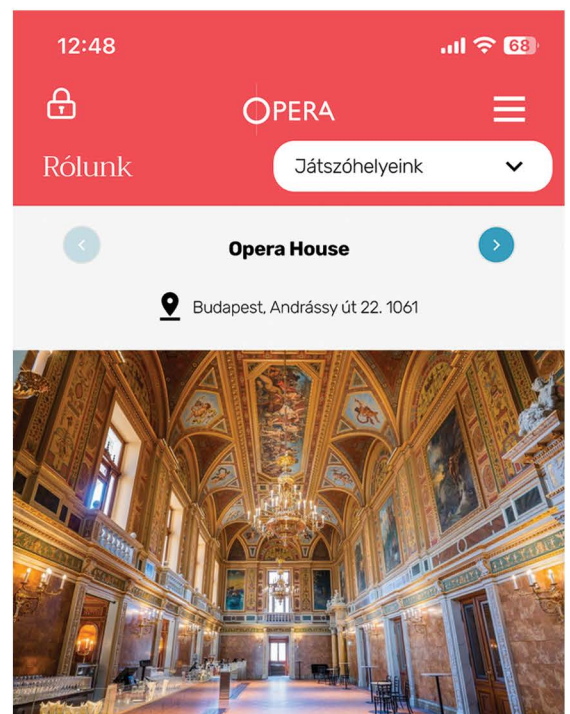 12:48
68
OPERA
Rólunk
Játszóhelyeink
Opera House
Budapest, Andrássy út 22. 1061